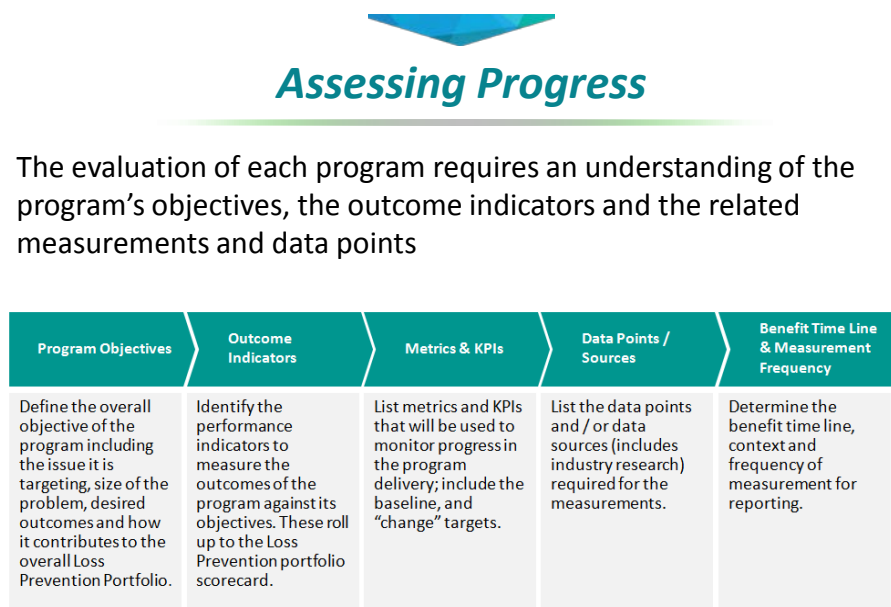 Assessing Progress
The evaluation of each program requires an understanding of the
program’s objectives, the outcome indicators and the related
measurements and data points
Program Objectives
Outcome
Indicators
Metrics & KPIs
Data Points /
Sources
Benefit Time Line
& Measurement
Frequency
Define the overall
objective of the
program including
the issue it is
targeting, size of the
problem, desired
outcomes and how
it contributes to the
overall Loss
Prevention Portfolio.
Identify the
performance
indicators to
measure the
outcomes of the
program against its
objectives. These roll
up to the Loss
Prevention portfolio
scorecard.
List metrics and KPIs
that will be used to
monitor progress in
the program
delivery; include the
baseline, and
“change” targets.
List the data points
and / or data
sources (includes
industry research)
required for the
measurements.
Determine the
benefit time line,
context and
frequency of
measurement for
reporting.